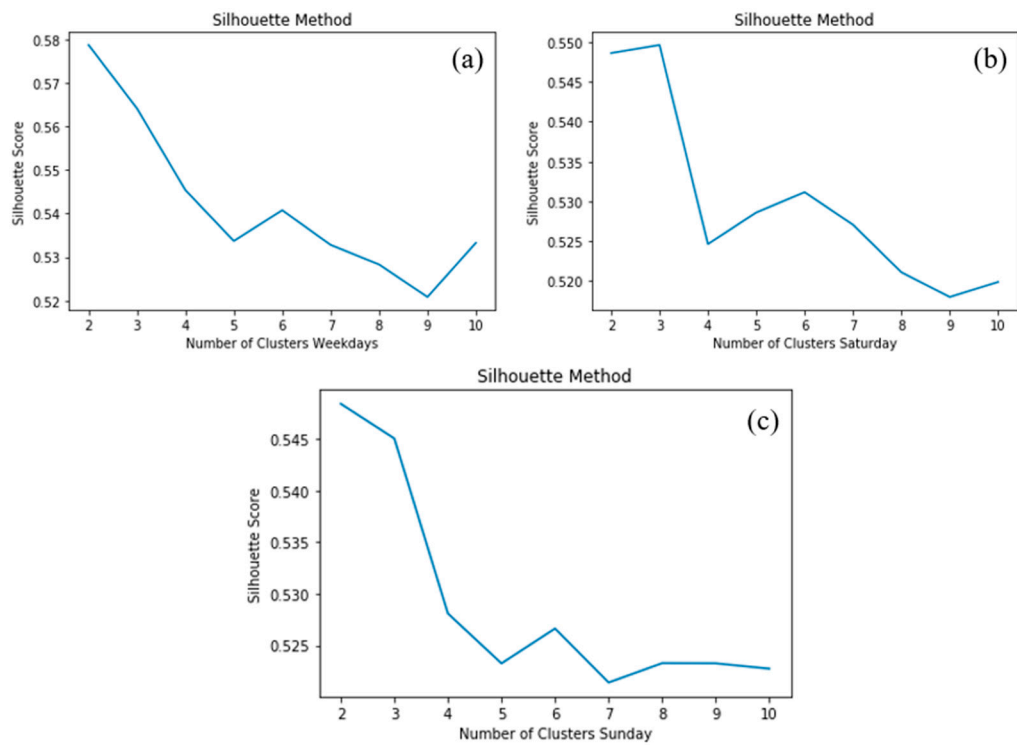 Silhouette Method
(a)
0.58
0.57
0.56
0.55
0.54
0.53
0.52
Silhouette Score
2 3 4 5 6 7 8 9 10
Number of Clusters Weekdays
Silhouette Method
(b)
0.550
0.545
0.540
0.535
0.530
0.525
0.520
Silhouette Score
2 3 4 5 6 7 8 9 10
Number of Clusters Saturday
Silhouette Method
(c)
0.545
0.540
0.535
0.530
0.525
Silhouette Score
2 3 4 5 6 7 8 9 10
Number of Clusters Sunday